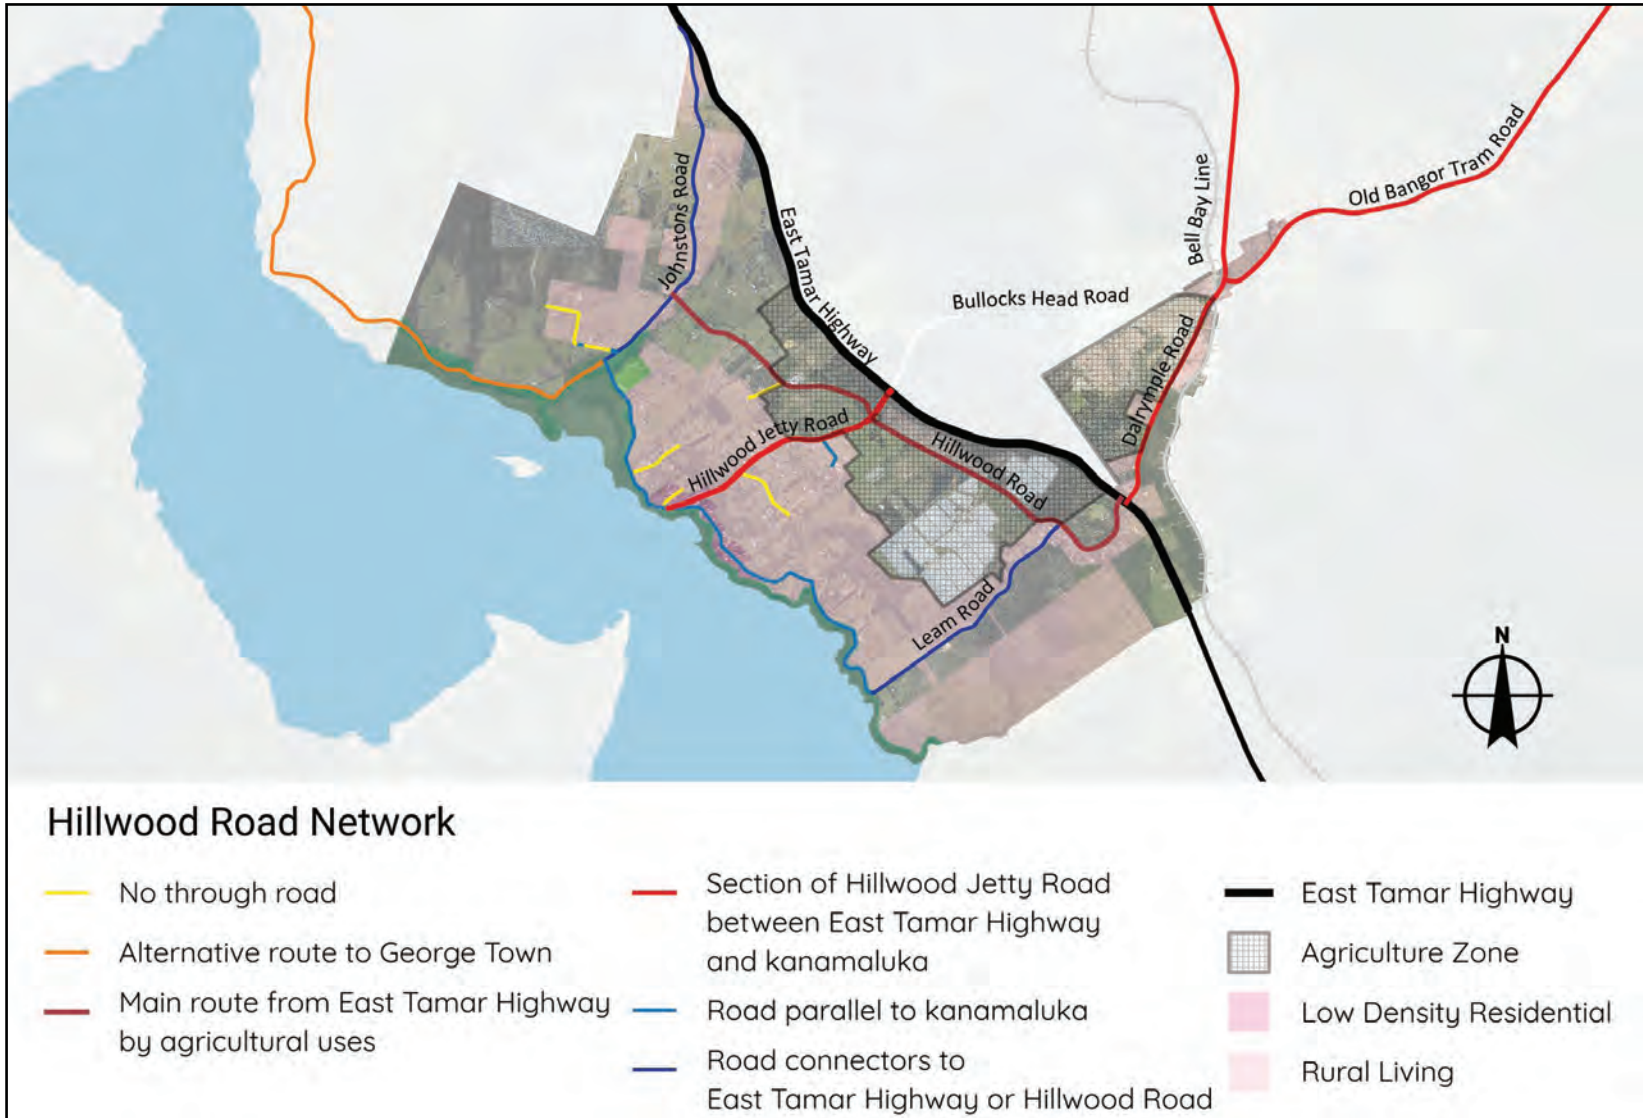 Johnstons Road
East Tamar Highway
Bell Bay Line
Old Bangor Tram Road
Bullocks Head Road
Dalrymple Road
Hillwood Jetty Road
Hillwood Road
Leam Road
N
Hillwood Road Network
No through road
Alternative route to George Town
Main route from East Tamar Highway
by agricultural uses
Section of Hillwood Jetty Road
between East Tamar Highway
and kanamaluka
Road parallel to kanamaluka
Road connectors to
East Tamar Highway or Hillwood Road
East Tamar Highway
Agriculture Zone
Low Density Residential
Rural Living